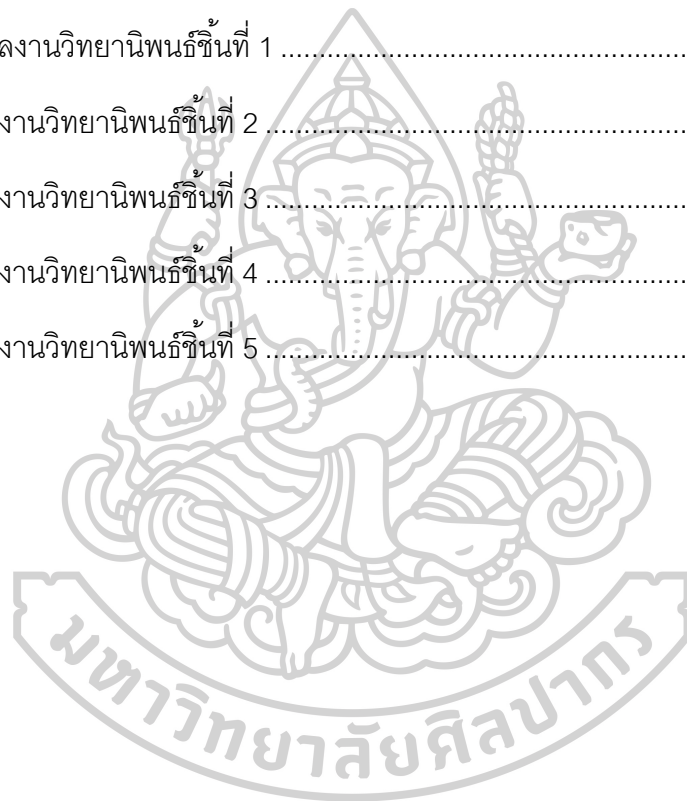 ลงานวิทยานิพนธ์ชิ้นที่ 1 ..................................................
งานวิทยานิพนธ์ชิ้นที่ 2 ....................................................
งานวิทยานิพนธ์ชิ้นที่ 3 ....................................................
งานวิทยานิพนธ์ชิ้นที่ 4 ....................................................
งานวิทยานิพนธ์ชิ้นที่ 5 ....................................................
มหาวิทยาลัยศิลปากร